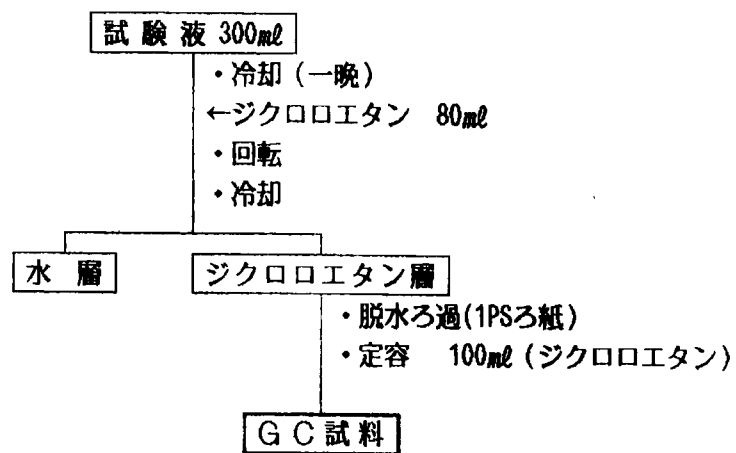 試験液 300㎖
・冷却（一晩）
←ジクロロエタン 80㎖
・回転
・冷却
水層
ジクロロエタン層
・脱水ろ過(1PSろ紙)
・定容 100㎖（ジクロロエタン）
ＧＣ試料